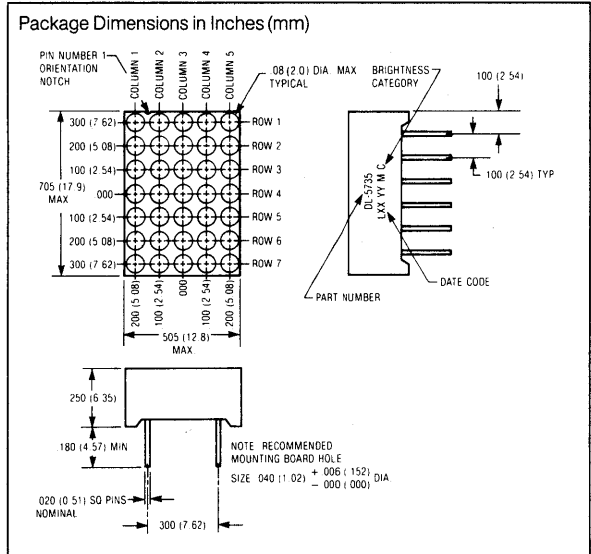 Package Dimensions in Inches (mm)
PIN NUMBER 1
ORIENTATION
NOTCH
COLUMN 1
COLUMN 2
COLUMN 3
COLUMN 4
COLUMN 5
.08 (2.0) DIA. MAX
TYPICAL
BRIGHTNESS
CATEGORY
100 (2 54)
300 (7 62)
ROW 1
200 (5 08)
ROW 2
100 (2.54)
ROW 3
705 (17.9)
MAX
000
ROW 4
100 (2 54)
ROW 5
200 (5 08)
ROW 6
300 (7 62)
ROW 7
100 (2 54) TYP
DL-5735
LXX YY M C
DATE CODE
PART NUMBER
200 (5 08)
100 (2 54)
000
100 (2 54)
200 (5 08)
505 (12.8)
MAX
250 (6 35)
180 (4.57) MIN
NOTE RECOMMENDED
MOUNTING BOARD HOLE
SIZE 040 (1.02) + 006 ( 152) DIA
− 000 ( 000)
020 (0 51) SQ PINS
NOMINAL
300 (7 62)